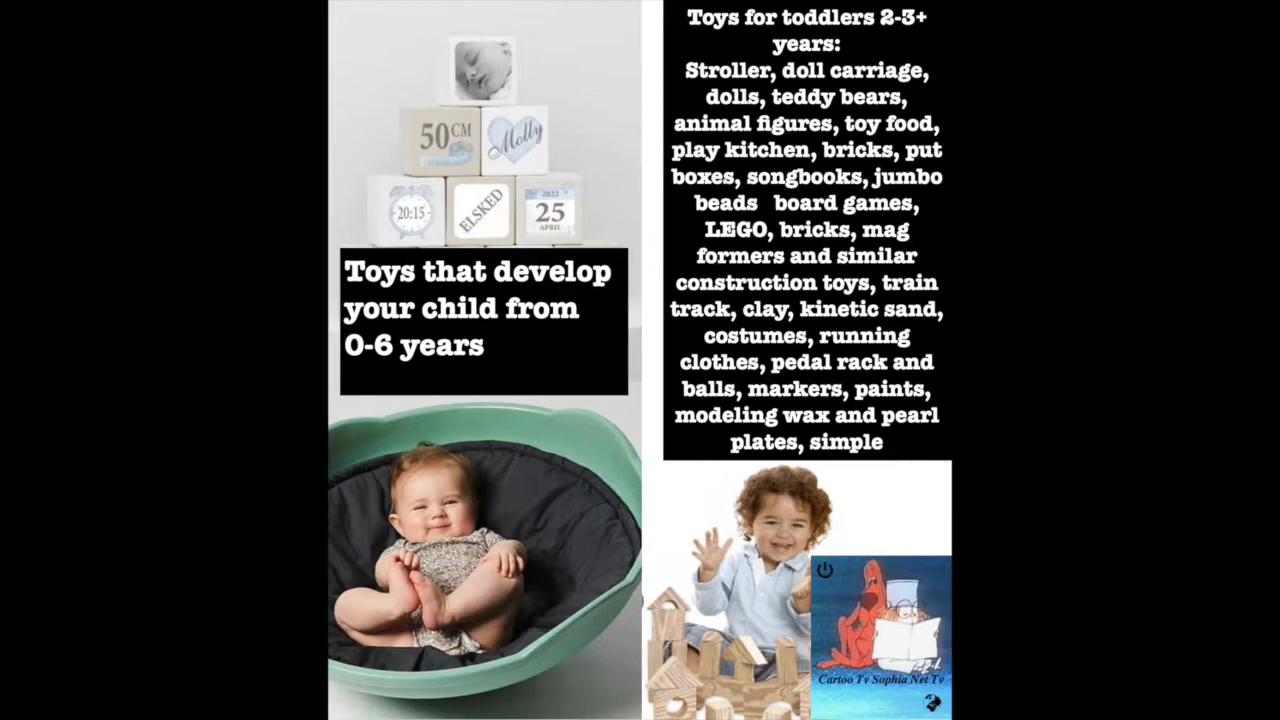 50 CM
Molly
20:15
ELSKED
2022
25
APRIL
Toys that develop
your child from
0-6 years
Toys for toddlers 2-3+
years:
Stroller, doll carriage,
dolls, teddy bears,
animal figures, toy food,
play kitchen, bricks, put
boxes, songbooks, jumbo
beads board games,
LEGO, bricks, mag
formers and similar
construction toys, train
track, clay, kinetic sand,
costumes, running
clothes, pedal rack and
balls, markers, paints,
modeling wax and pearl
plates, simple
Cartoo Tv Sophia Net Tv